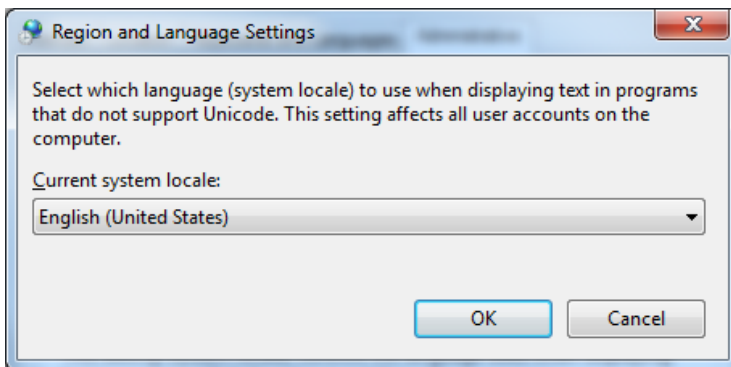 Region and Language Settings
Select which language (system locale) to use when displaying text in programs
that do not support Unicode. This setting affects all user accounts on the
computer.
Current system locale:
English (United States)
OK
Cancel